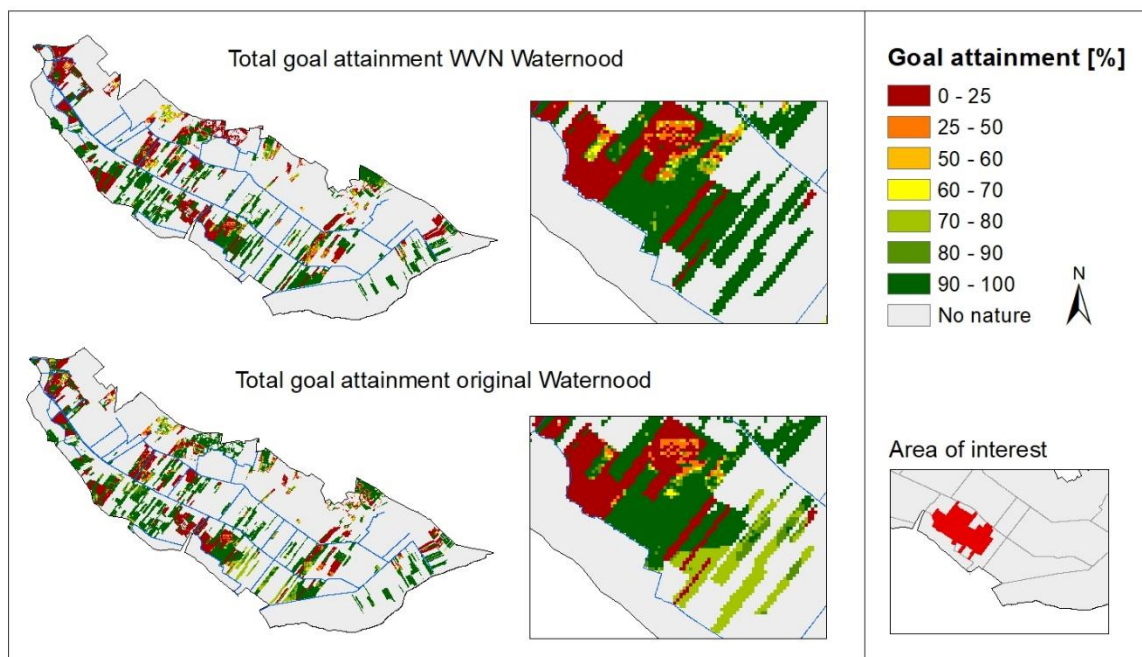 Total goal attainment WVN Waternood
Total goal attainment original Waternood
Goal attainment [%]
0 - 25
25 - 50
50 - 60
60 - 70
70 - 80
80 - 90
90 - 100
No nature
N
Area of interest